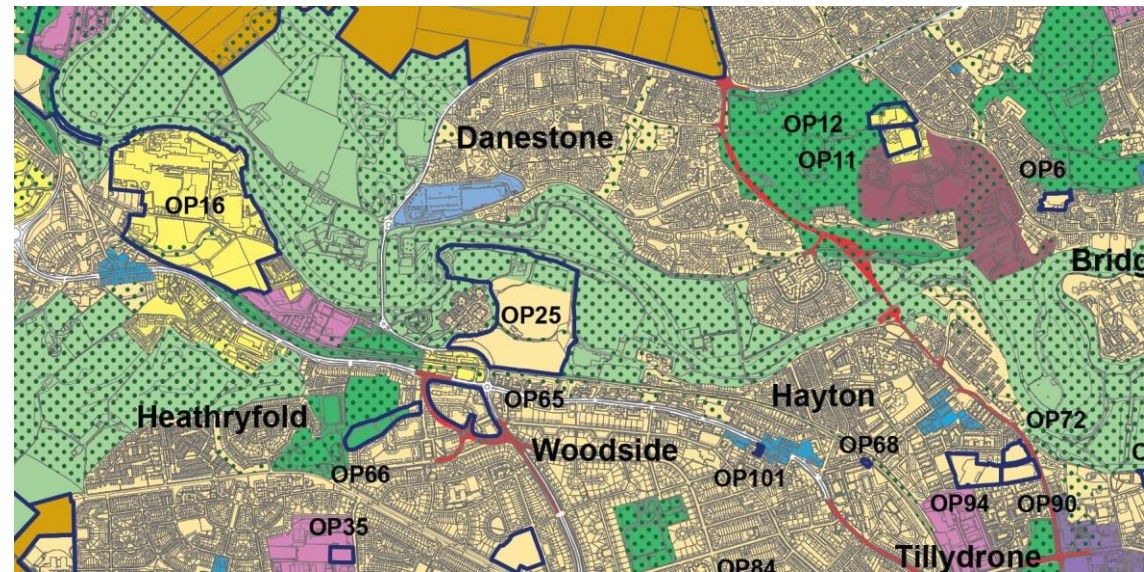 Danestone
OP12
OP11
OP6
OP16
Bridg
OP25
Hayton
OP65
Heathryfold
OP72
Woodside
OP68
OP66
OP101
OP94
OP90
OP35
Tillydrone
OP84